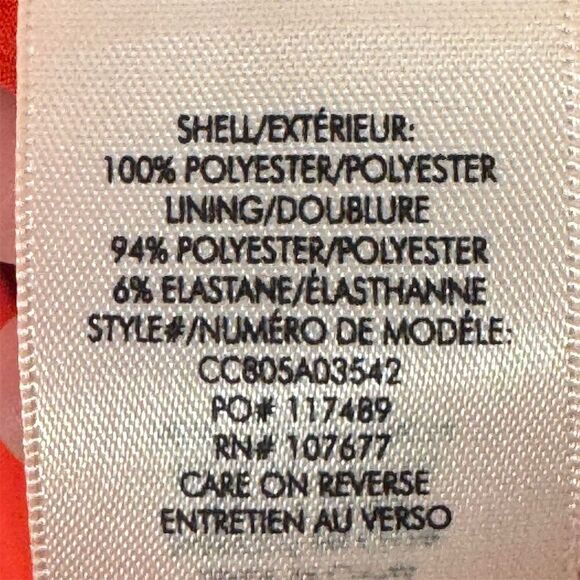 SHELL/EXTÉRIEUR:
100% POLYESTER/POLYESTER
LINING/DOUBLURE
94% POLYESTER/POLYESTER
6% ELASTANE/ÉLASTHANNE
STYLE#/NUMÉRO DE MODÉLE:
CC805A03542
PO# 117489
RN# 107677
CARE ON REVERSE
ENTRETIEN AU VERSO